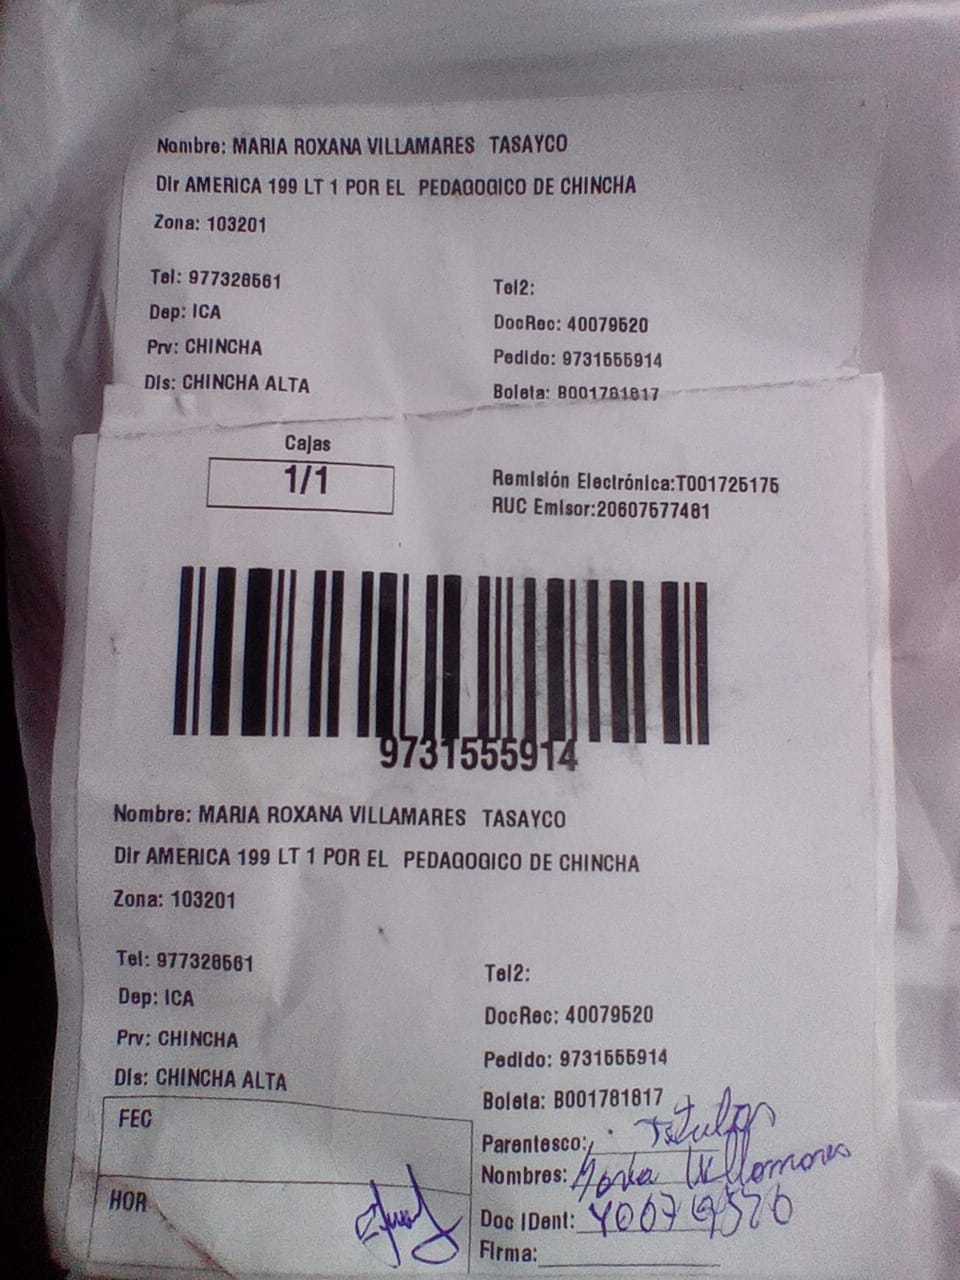 Nombre: MARIA ROXANA VILLAMARES TASAYCO
Dir AMERICA 199 LT 1 POR EL PEDAGOGICO DE CHINCHA
Zona: 103201
Tel: 977328561
Tel2:
Dep: ICA
DocRec: 40079520
Prv: CHINCHA
Pedido: 9731555914
Dis: CHINCHA ALTA
Boleta: B001781817
Cajas
1/1
Remisión Electrónica:T001725175
RUC Emisor:20607577481
9731555914
Nombre: MARIA ROXANA VILLAMARES TASAYCO
Dir AMERICA 199 LT 1 POR EL PEDAGOGICO DE CHINCHA
Zona: 103201
Tel: 977328561
Tel2:
Dep: ICA
DocRec: 40079520
Prv: CHINCHA
Pedido: 9731555914
Dis: CHINCHA ALTA
Boleta: B001781817
FEC
Parentesco: Titular
Nombres: María Villamares
HOR
Doc IDent:
Firma: